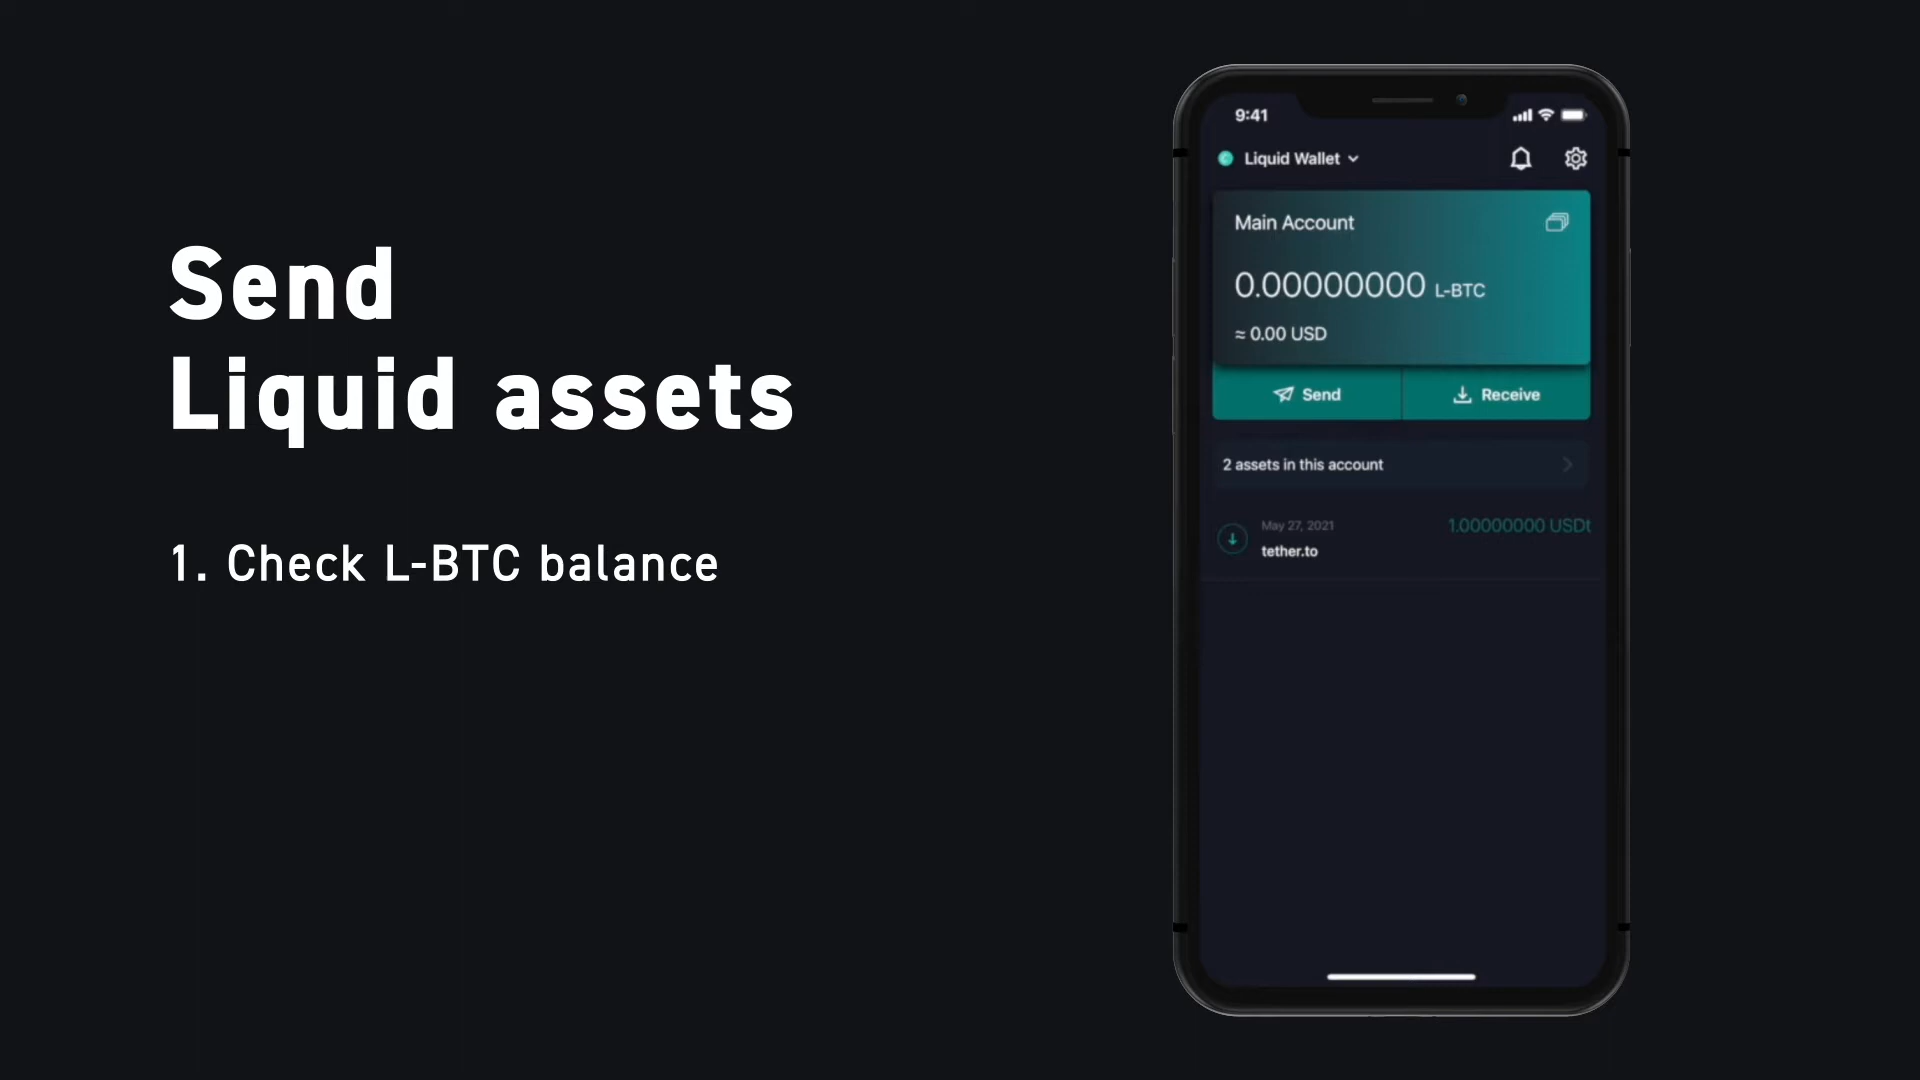 Send
Liquid assets
1. Check L-BTC balance
9:41
Liquid Wallet
Main Account
0.00000000 L-BTC
≈ 0.00 USD
Send
Receive
2 assets in this account
May 27, 2021
1.00000000 USDt
tether.to